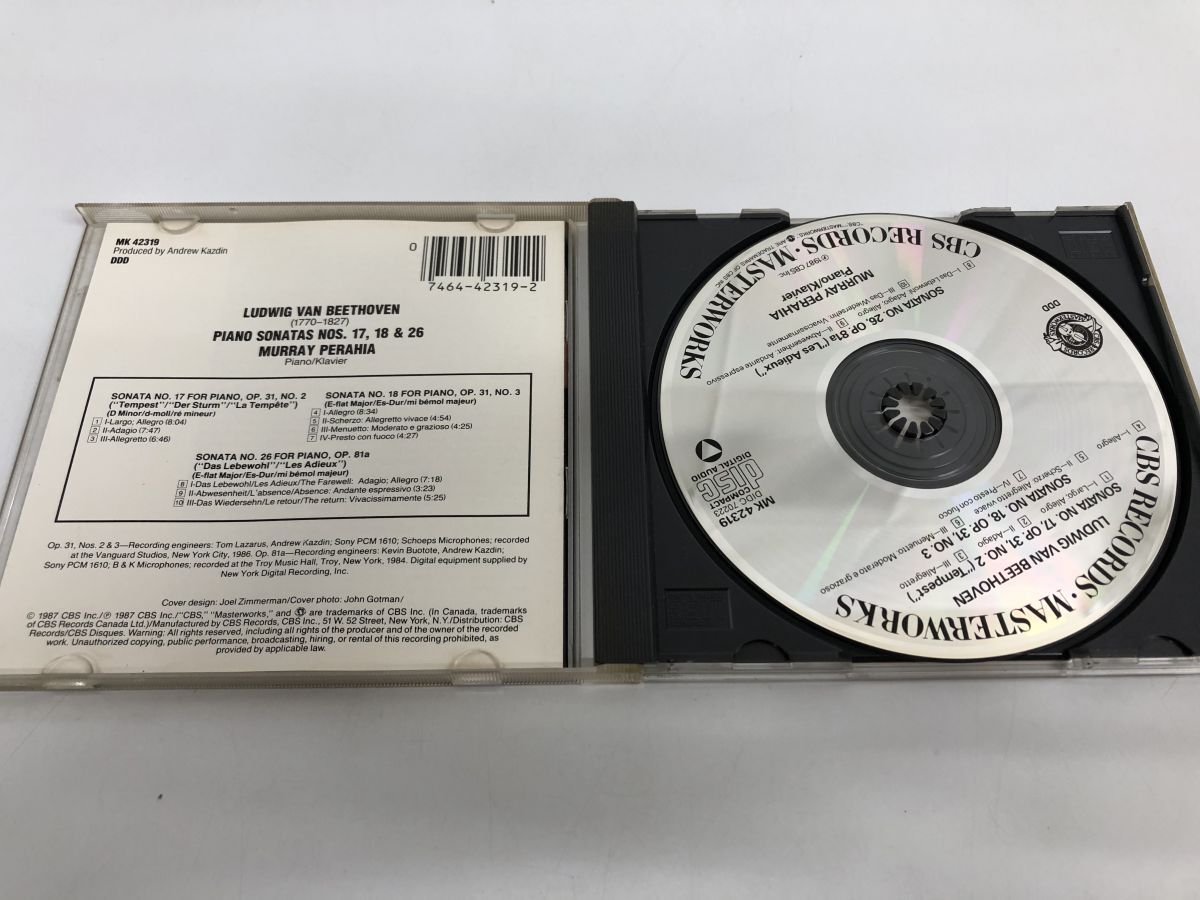 MK 42319
Produced by Andrew Kazdin
DDD
0
7464-42319-2
LUDWIG VAN BEETHOVEN
(1770–1827)
PIANO SONATAS NOS. 17, 18 & 26
MURRAY PERAHIA
Piano/Klavier
SONATA NO. 17 FOR PIANO, OP. 31, NO. 2
("Tempest"/"Der Sturm"/"La Tempête")
(D Minor/d-moll/ré mineur)
1 I-Largo; Allegro (8:04)
2 II-Adagio (7:47)
3 III-Allegretto (6:46)
SONATA NO. 18 FOR PIANO, OP. 31, NO. 3
(E-flat Major/Es-Dur/mi bémol majeur)
4 I-Allegro (8:34)
5 II-Scherzo: Allegretto vivace (4:54)
6 III-Menuetto: Moderato e grazioso (4:25)
7 IV-Presto con fuoco (4:27)
SONATA NO. 26 FOR PIANO, OP. 81a
("Das Lebewohl"/"Les Adieux")
(E-flat Major/Es-Dur/mi bémol majeur)
8 I-Das Lebewohl/Les Adieux/The Farewell: Adagio; Allegro (7:18)
9 II-Abwesenheit/L'absence/Absence: Andante espressivo (3:23)
10 III-Das Wiedersehn/Le retour/The return: Vivacissimamente (5:25)
Op. 31, Nos. 2 & 3—Recording engineers: Tom Lazarus, Andrew Kazdin; Sony PCM 1610; Schoeps Microphones; recorded
at the Vanguard Studios, New York City, 1986. Op. 81a—Recording engineers: Kevin Buotote, Andrew Kazdin;
Sony PCM 1610; B & K Microphones; recorded at the Troy Music Hall, Troy, New York, 1984. Digital equipment supplied by
New York Digital Recording, Inc.
Cover design: Joel Zimmerman/Cover photo: John Gotman/
© 1987 CBS Inc./℗ 1987 CBS Inc./"CBS," "Masterworks," and are trademarks of CBS Inc. (In Canada, trademarks
of CBS Records Canada Ltd.)/Manufactured by CBS Records, CBS Inc., 51 W. 52 Street, New York, N.Y./Distribution: CBS
Records/CBS Disques. Warning: All rights reserved, including all rights of the producer and of the owner of the recorded
work. Unauthorized copying, public performance, broadcasting, hiring, or rental of this recording prohibited, as
provided by applicable law.
CBS RECORDS · MASTERWORKS
LUDWIG VAN BEETHOVEN
SONATA NO. 17, OP. 31, NO. 2 ("Tempest")
1 I–Largo; Allegro 2 II–Adagio 3 III–Allegretto
SONATA NO. 18, OP. 31, NO. 3
4 I–Allegro 5 II–Scherzo: Allegretto vivace 6 III–Menuetto: Moderato e grazioso
7 IV–Presto con fuoco
MK 42319
DIDC 70223
COMPACT
disc
DIGITAL AUDIO
DDD
CBS RECORDS MASTERWORKS
SONATA NO. 26, OP. 81a ("Les Adieux")
8 I–Das Lebewohl: Adagio; Allegro 9 II–Abwesenheit: Andante espressivo
10 III–Das Wiedersehn: Vivacissimamente
MURRAY PERAHIA
Piano/Klavier
℗ 1987 CBS Inc.
"CBS," "MASTERWORKS," ARE TRADEMARKS OF CBS INC.
CBS RECORDS · MASTERWORKS